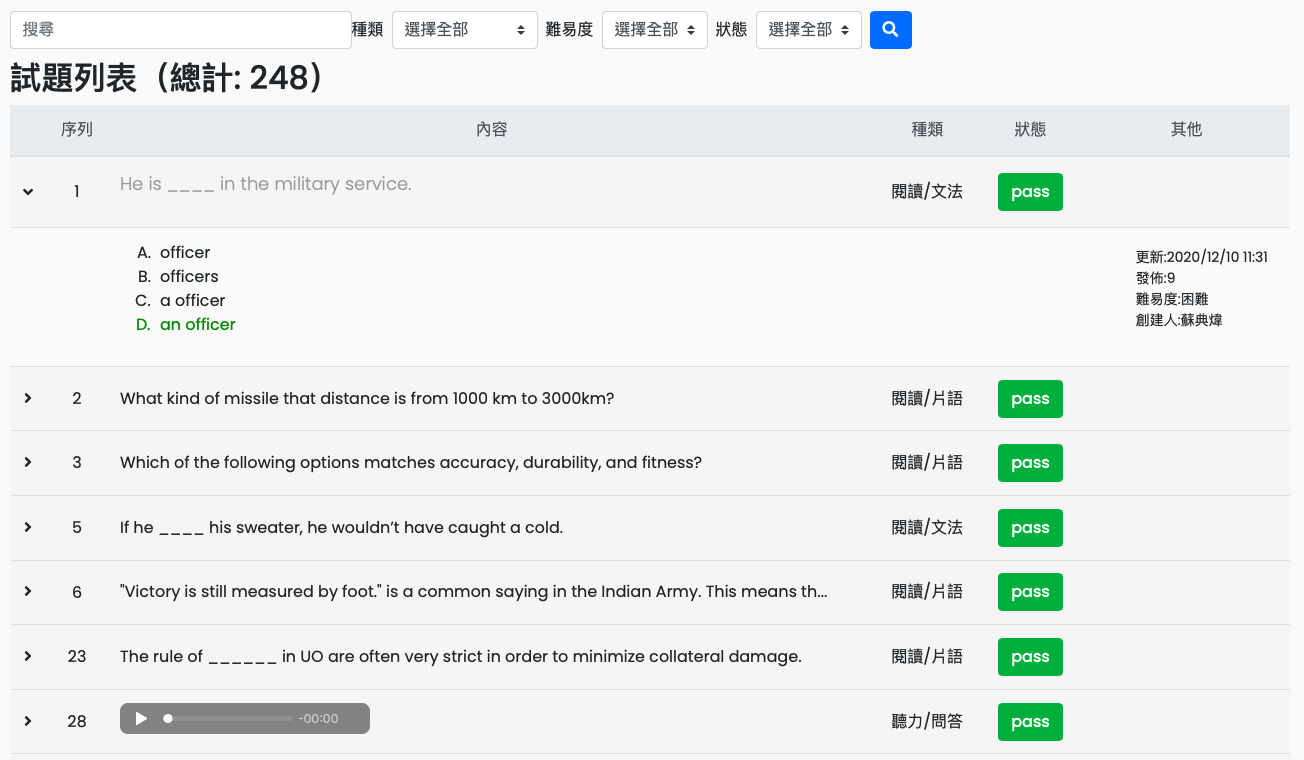 搜尋 種類 選擇全部 難易度 選擇全部 狀態 選擇全部
試題列表（總計: 248）
序列 內容 種類 狀態 其他
1 He is ____ in the military service. 閱讀/文法 pass
A. officer
B. officers
C. a officer
D. an officer
更新:2020/12/10 11:31
發佈:9
難易度:困難
創建人:蘇典煒
2 What kind of missile that distance is from 1000 km to 3000km? 閱讀/片語 pass
3 Which of the following options matches accuracy, durability, and fitness? 閱讀/片語 pass
5 If he ____ his sweater, he wouldn’t have caught a cold. 閱讀/文法 pass
6 "Victory is still measured by foot." is a common saying in the Indian Army. This means th... 閱讀/片語 pass
23 The rule of ______ in UO are often very strict in order to minimize collateral damage. 閱讀/片語 pass
28 -00:00 聽力/問答 pass